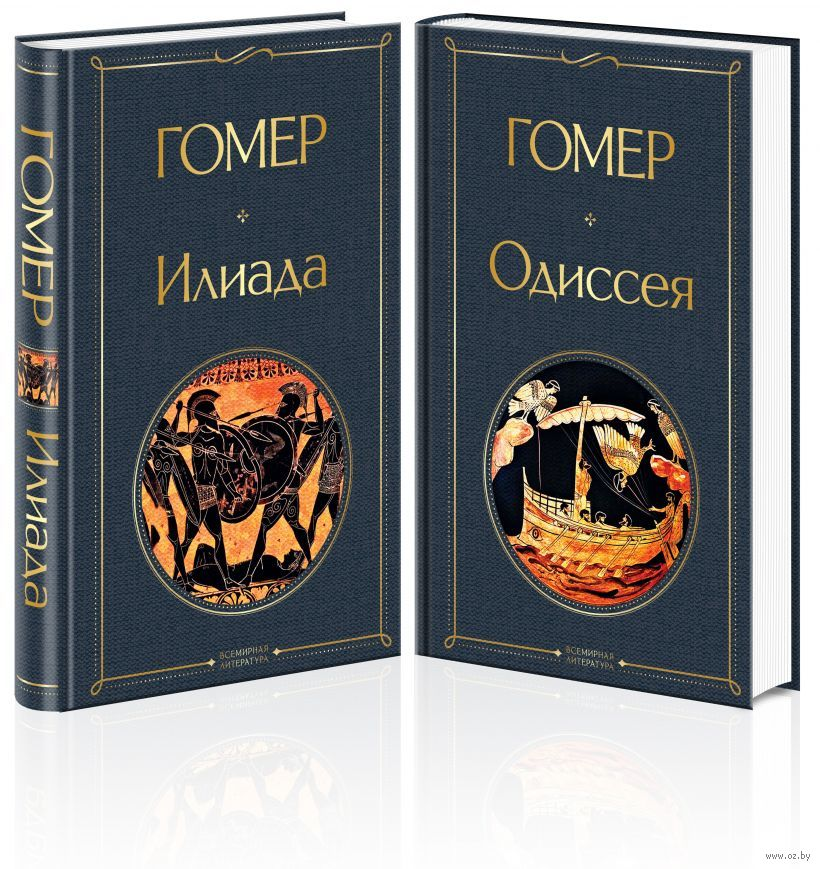 ГОМЕР
Илиада
ГОМЕР
Илиада
ВСЕМИРНАЯ
ЛИТЕРАТУРА
ГОМЕР
Одиссея
ВСЕМИРНАЯ
ЛИТЕРАТУРА
www.oz.by